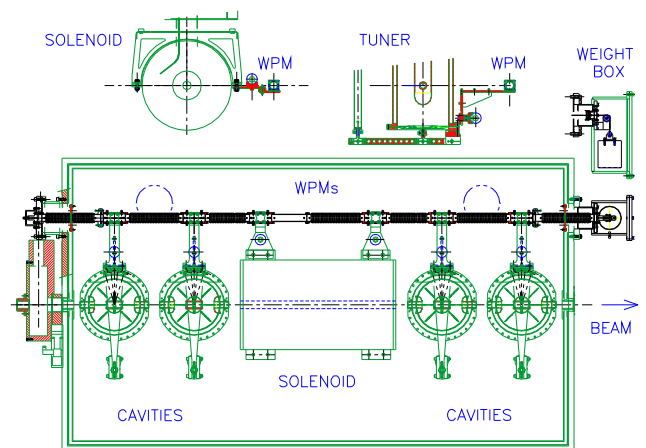 SOLENOID
WPM
TUNER
WPM
WEIGHT
BOX
WPMs
BEAM
SOLENOID
CAVITIES
CAVITIES